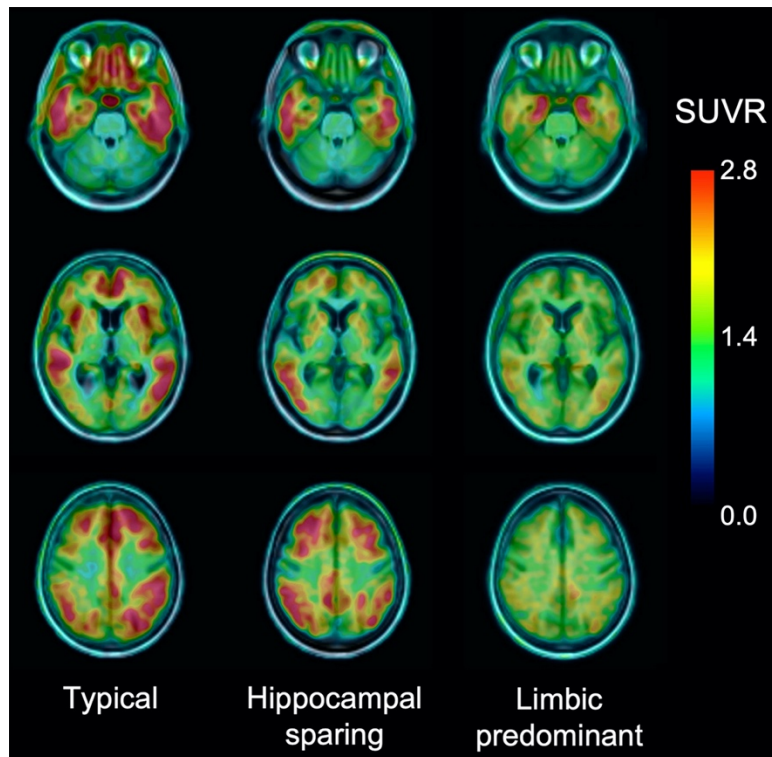 SUVR
2.8
1.4
0.0
Typical
Hippocampal
sparing
Limbic
predominant